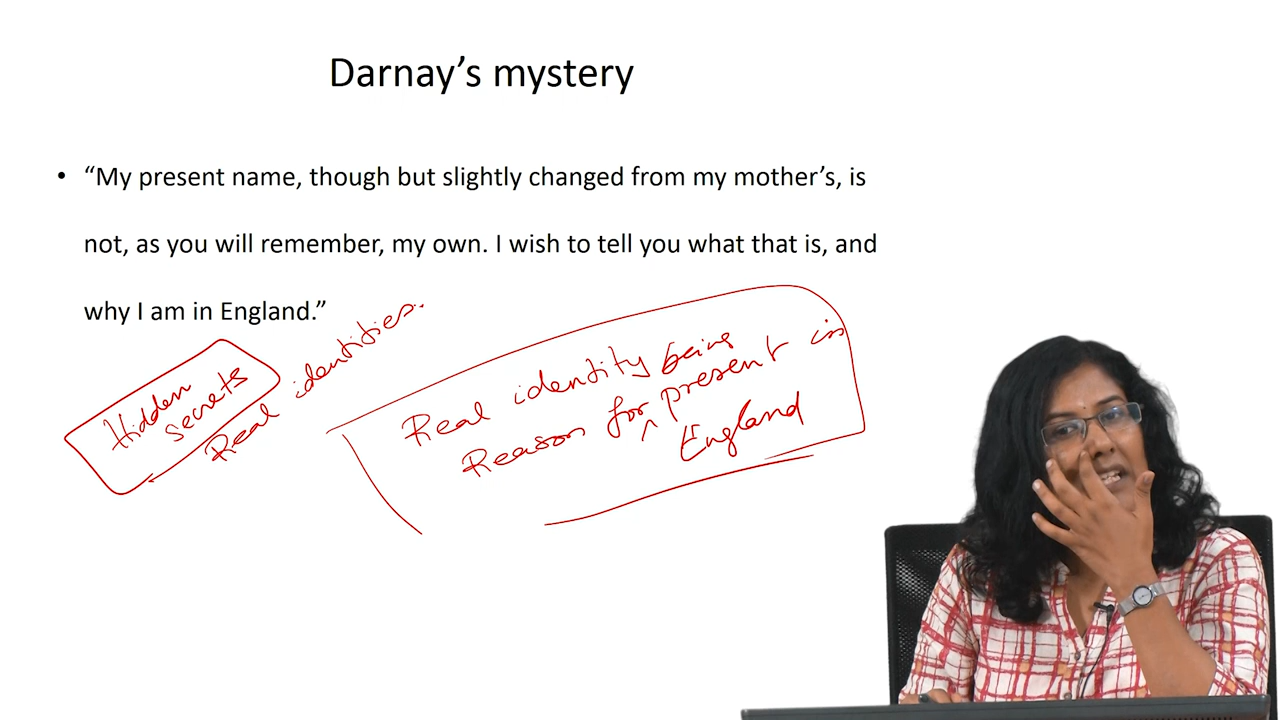 Darnay’s mystery
• “My present name, though but slightly changed from my mother’s, is
not, as you will remember, my own. I wish to tell you what that is, and
why I am in England.”
Hidden
secrets
Real identities..
Real identity being
Reason for ^ present in
England